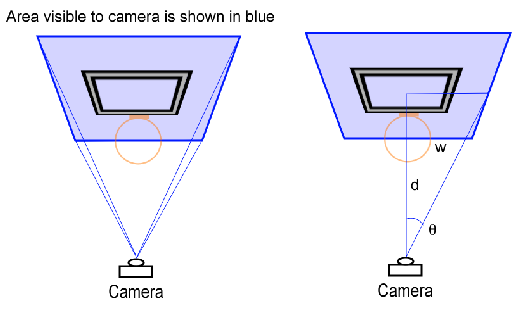 Area visible to camera is shown in blue
w
d
θ
Camera
Camera